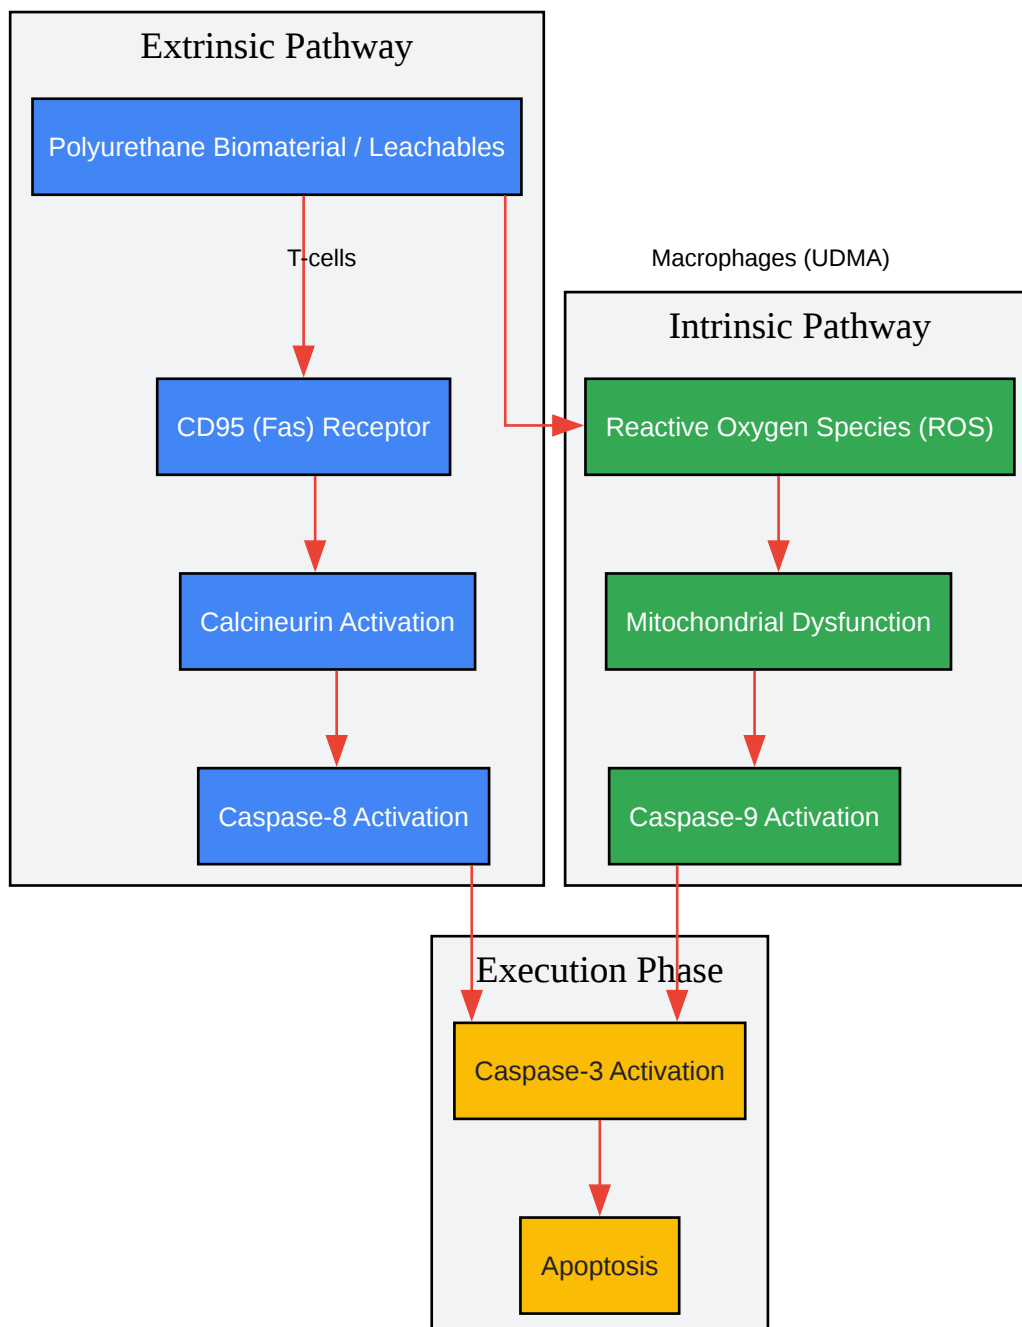 Extrinsic Pathway
Polyurethane Biomaterial / Leachables
T-cells
Macrophages (UDMA)
Intrinsic Pathway
CD95 (Fas) Receptor
Reactive Oxygen Species (ROS)
Calcineurin Activation
Mitochondrial Dysfunction
Caspase-8 Activation
Caspase-9 Activation
Execution Phase
Caspase-3 Activation
Apoptosis